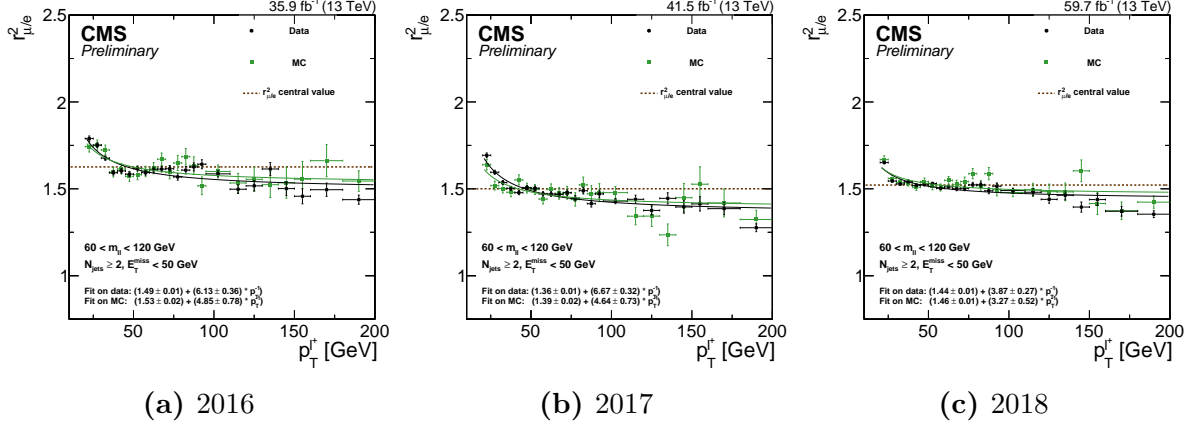 35.9 fb⁻¹ (13 TeV)
r²μ/e
CMS
Preliminary
Data
MC
r²μ/e central value
2.5
2
1.5
1
60 < mll < 120 GeV
Njets ≥ 2, ETmiss < 50 GeV
Fit on data: (1.49 ± 0.01) + (6.13 ± 0.36) * pT⁻¹
Fit on MC: (1.53 ± 0.02) + (4.85 ± 0.78) * pT⁻¹
50 100 150 200
pTl⁺ [GeV]
(a) 2016
41.5 fb⁻¹ (13 TeV)
r²μ/e
CMS
Preliminary
Data
MC
r²μ/e central value
2.5
2
1.5
1
60 < mll < 120 GeV
Njets ≥ 2, ETmiss < 50 GeV
Fit on data: (1.36 ± 0.01) + (6.67 ± 0.32) * pT⁻¹
Fit on MC: (1.39 ± 0.02) + (4.64 ± 0.73) * pT⁻¹
50 100 150 200
pTl⁺ [GeV]
(b) 2017
59.7 fb⁻¹ (13 TeV)
r²μ/e
CMS
Preliminary
Data
MC
r²μ/e central value
2.5
2
1.5
1
60 < mll < 120 GeV
Njets ≥ 2, ETmiss < 50 GeV
Fit on data: (1.44 ± 0.01) + (3.87 ± 0.27) * pT⁻¹
Fit on MC: (1.46 ± 0.01) + (3.27 ± 0.52) * pT⁻¹
50 100 150 200
pTl⁺ [GeV]
(c) 2018